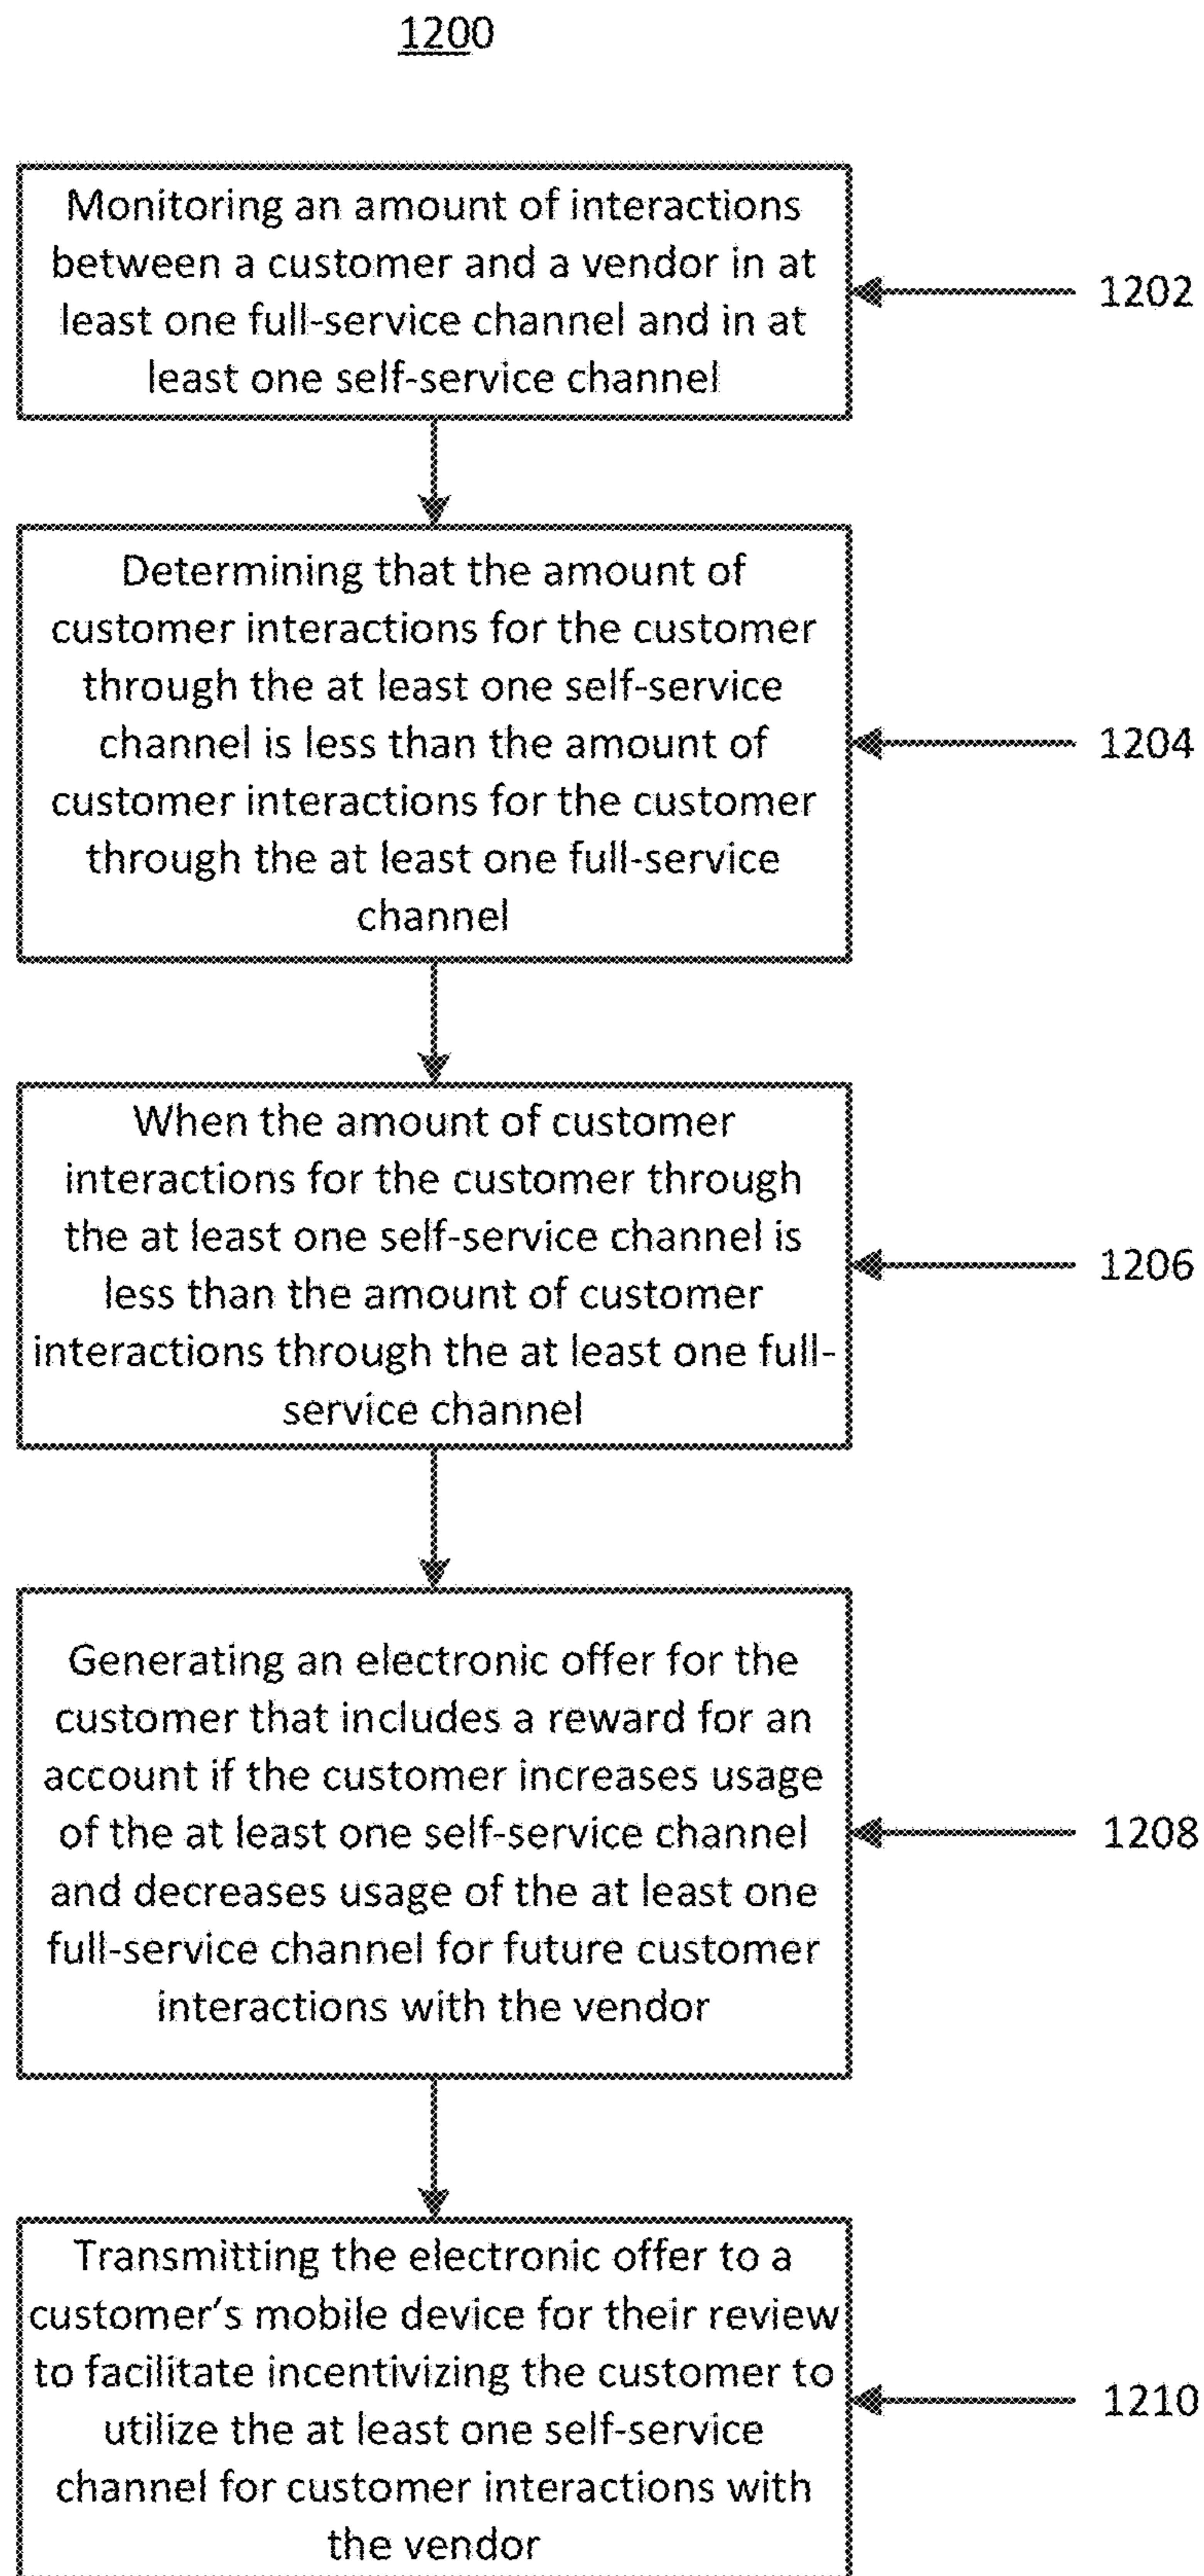 1200
Monitoring an amount of interactions
between a customer and a vendor in at
least one full-service channel and in at
least one self-service channel
1202
Determining that the amount of
customer interactions for the customer
through the at least one self-service
channel is less than the amount of
customer interactions for the customer
through the at least one full-service
channel
1204
When the amount of customer
interactions for the customer through
the at least one self-service channel is
less than the amount of customer
interactions through the at least one full-
service channel
1206
Generating an electronic offer for the
customer that includes a reward for an
account if the customer increases usage
of the at least one self-service channel
and decreases usage of the at least one
full-service channel for future customer
interactions with the vendor
1208
Transmitting the electronic offer to a
customer's mobile device for their review
to facilitate incentivizing the customer to
utilize the at least one self-service
channel for customer interactions with
the vendor
1210